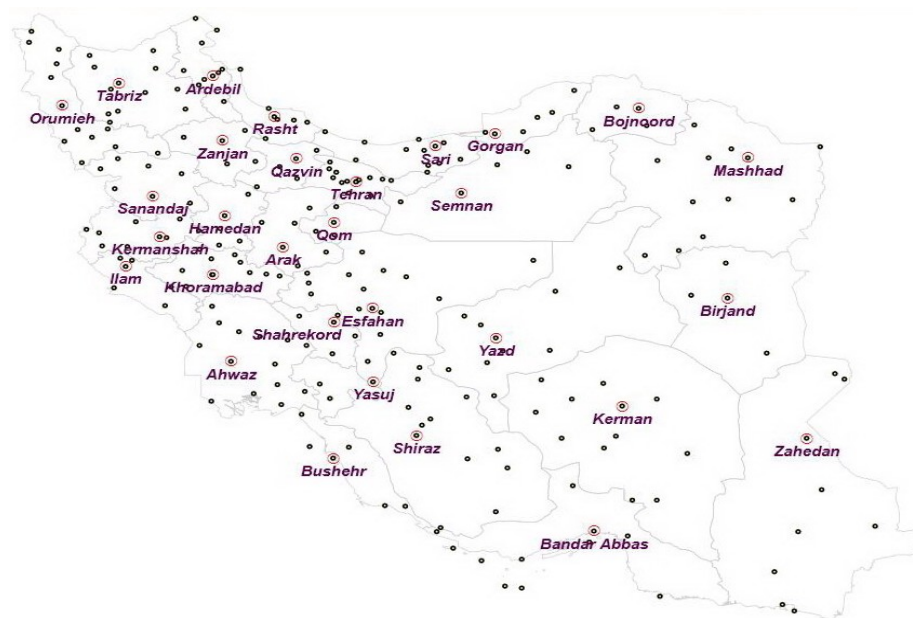 Ardebil
Tabriz
Orumieh
Rasht
Bojnoord
Gorgan
Zanjan
Sari
Qazvin
Mashhad
Tehran
Sanandaj
Semnan
Hamedan
Qom
Kermanshah
Arak
Ilam
Khoramabad
Birjand
Esfahan
Shahrekord
Yazd
Ahwaz
Yasuj
Kerman
Shiraz
Zahedan
Bushehr
Bandar Abbas